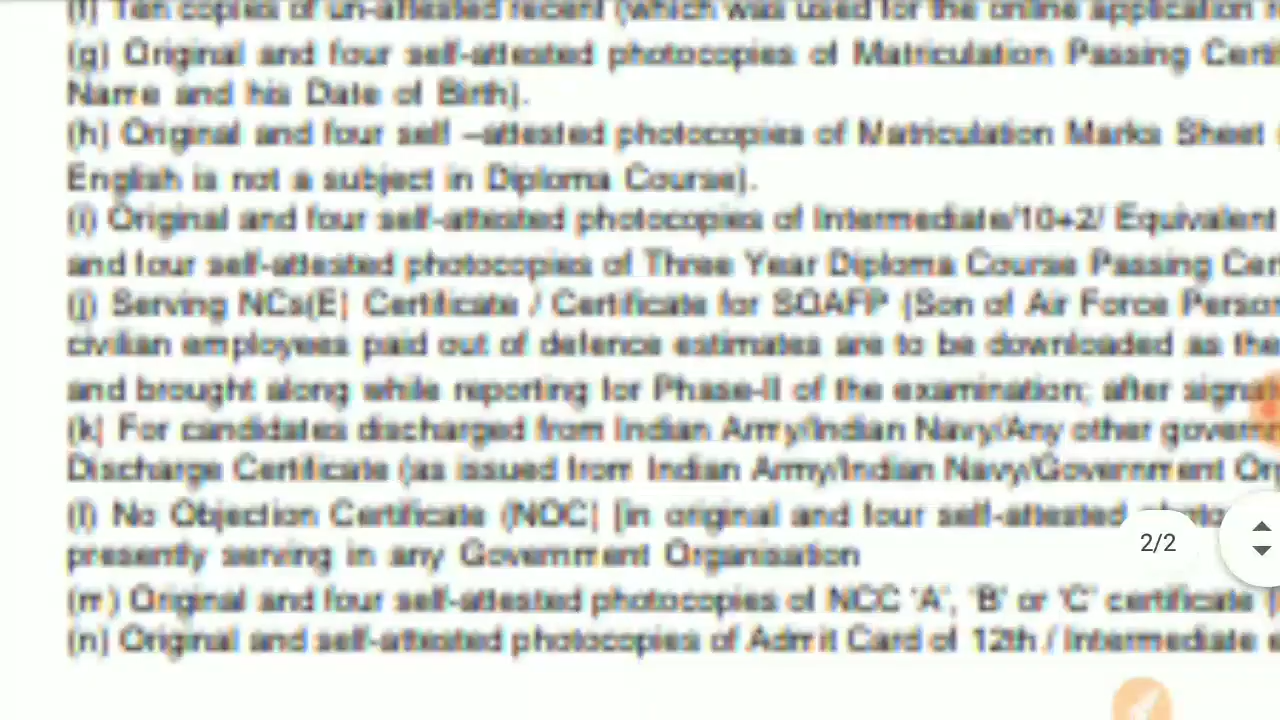 (f) Ten copies of un-attested recent (which was used for the online application
(g) Original and four self-attested photocopies of Matriculation Passing Certi
Name and his Date of Birth).
(h) Original and four self –attested photocopies of Matriculation Marks Sheet
English is not a subject in Diploma Course).
(i) Original and four self-attested photocopies of Intermediate/10+2/ Equivalent
and four self-attested photocopies of Three Year Diploma Course Passing Cer
(j) Serving NCs(E) Certificate / Certificate for SOAFP (Son of Air Force Person
civilian employees paid out of defence estimates are to be downloaded as the
and brought along while reporting for Phase-II of the examination; after signat
(k) For candidates discharged from Indian Army/Indian Navy/Any other governm
Discharge Certificate (as issued from Indian Army/Indian Navy/Government Or
(l) No Objection Certificate (NOC) [in original and four self-attested photo
2/2
presently serving in any Government Organisation
(m) Original and four self-attested photocopies of NCC 'A', 'B' or 'C' certificate
(n) Original and self-attested photocopies of Admit Card of 12th / Intermediate e